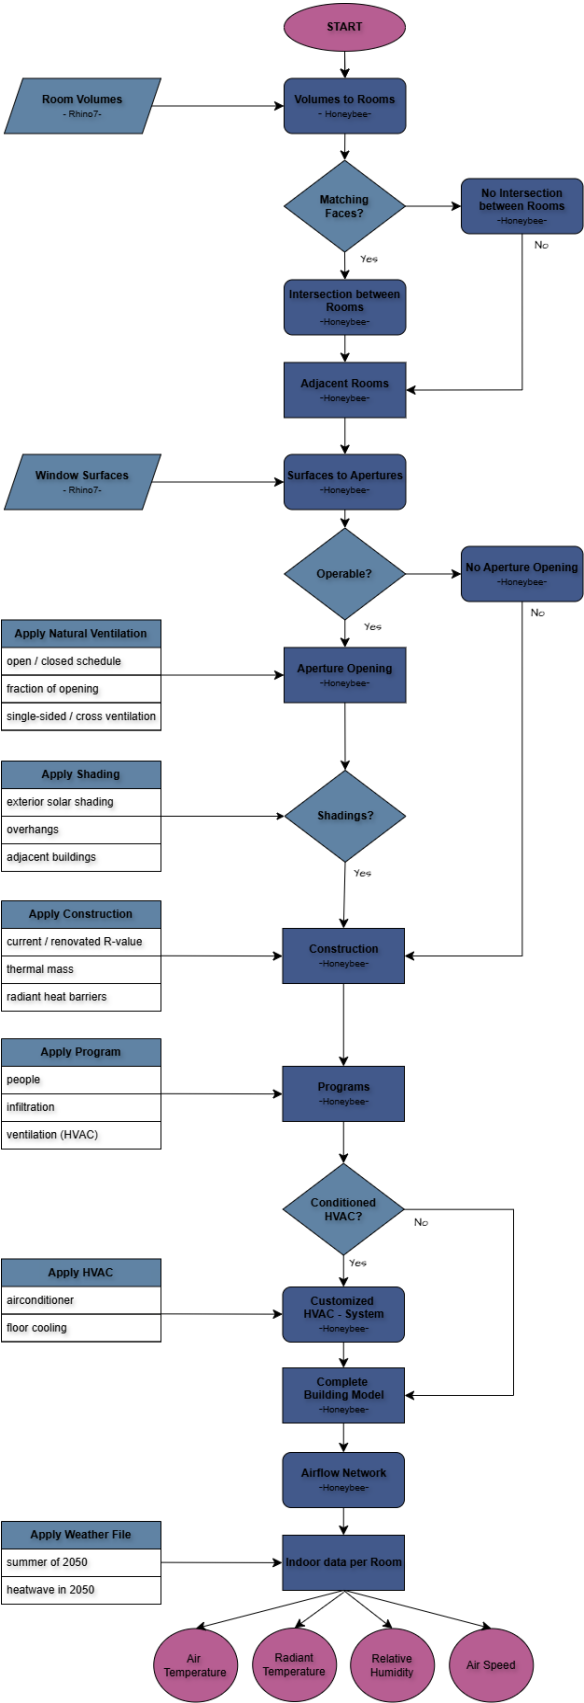 START
Room Volumes
- Rhino7-
Volumes to Rooms
- Honeybee-
Matching
Faces?
No Intersection
between Rooms
-Honeybee-
No
Yes
Intersection between
Rooms
-Honeybee-
Adjacent Rooms
-Honeybee-
Window Surfaces
- Rhino7-
Surfaces to Apertures
-Honeybee-
Operable?
No Aperture Opening
-Honeybee-
No
Yes
Apply Natural Ventilation
open / closed schedule
fraction of opening
single-sided / cross ventilation
Aperture Opening
-Honeybee-
Apply Shading
exterior solar shading
overhangs
adjacent buildings
Shadings?
Yes
Apply Construction
current / renovated R-value
thermal mass
radiant heat barriers
Construction
-Honeybee-
Apply Program
people
infiltration
ventilation (HVAC)
Programs
-Honeybee-
Conditioned
HVAC?
No
Yes
Apply HVAC
airconditioner
floor cooling
Customized
HVAC - System
-Honeybee-
Complete
Building Model
-Honeybee-
Airflow Network
-Honeybee-
Apply Weather File
summer of 2050
heatwave in 2050
Indoor data per Room
Air
Temperature
Radiant
Temperature
Relative
Humidity
Air Speed